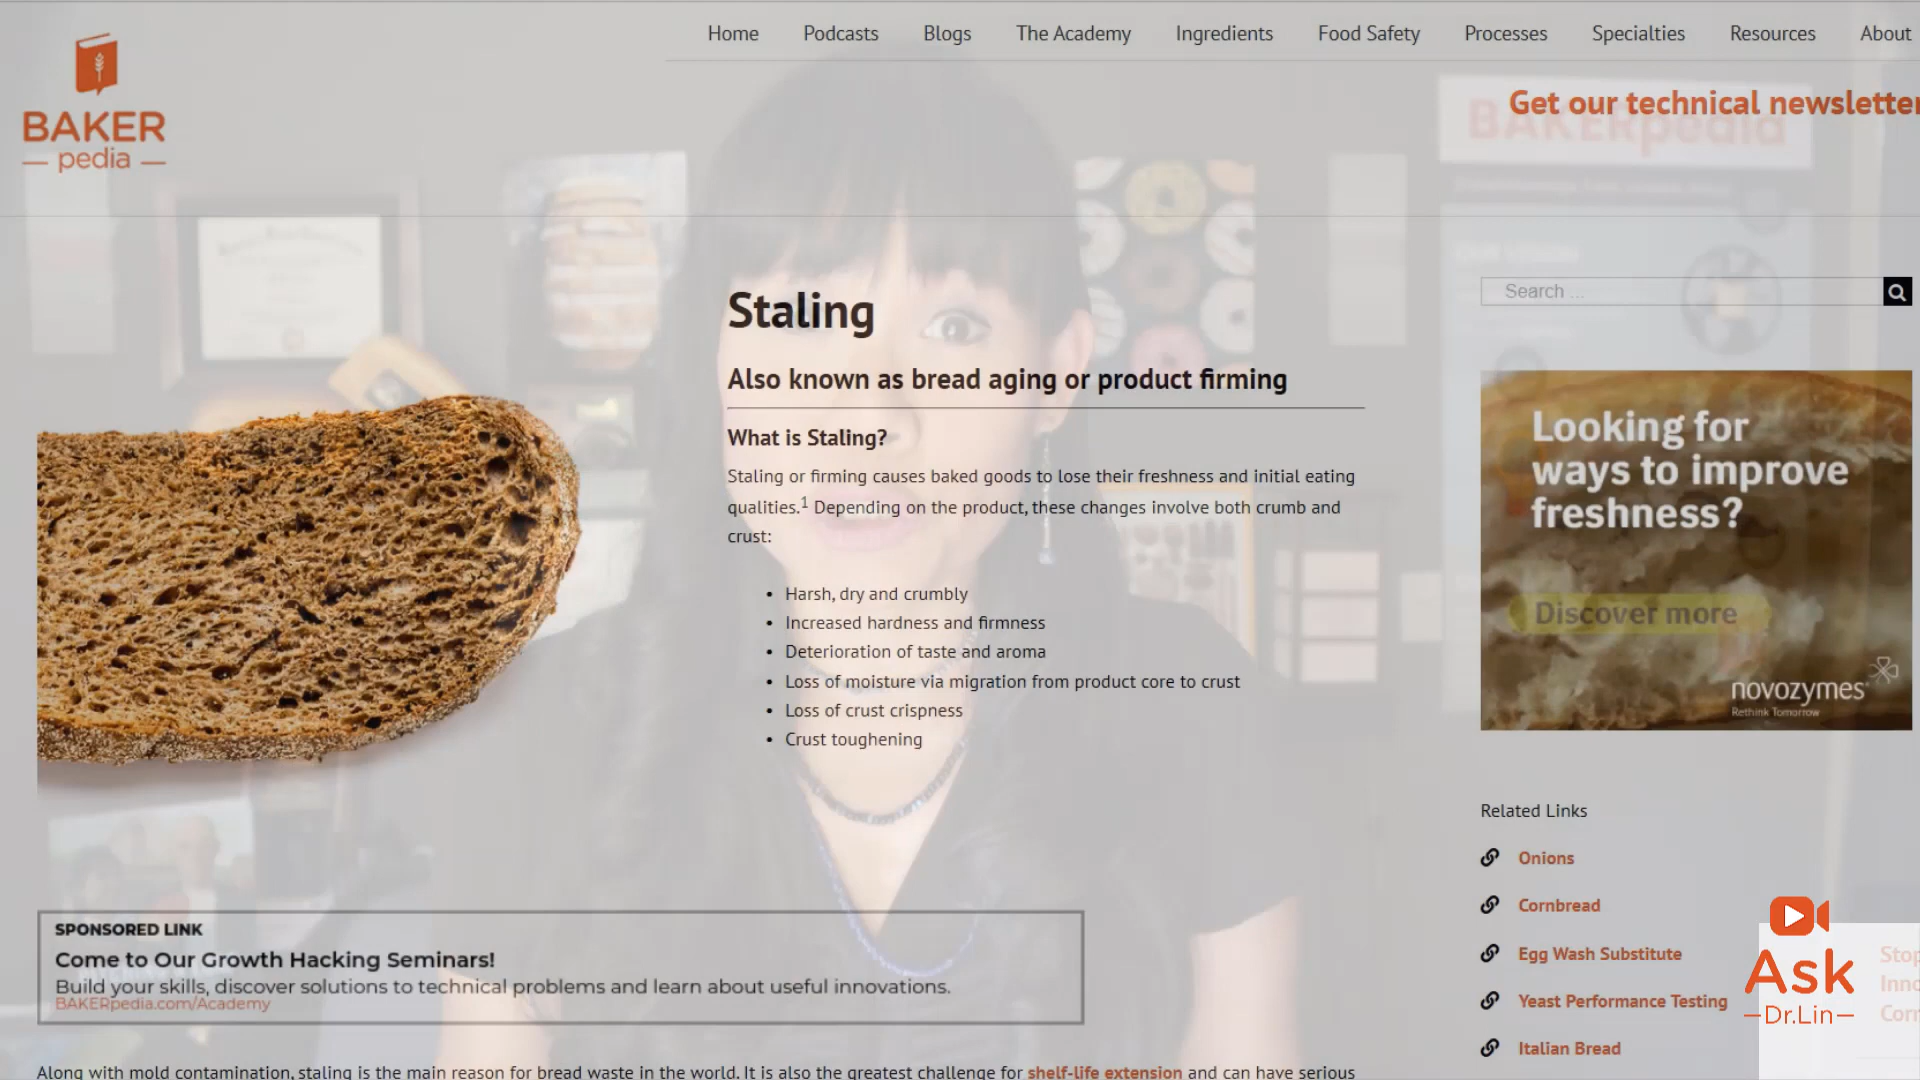 Home Podcasts Blogs The Academy Ingredients Food Safety Processes Specialties Resources About
BAKER
pedia
Get our technical newsletter
BAKERpedia
Search ...
Staling
Also known as bread aging or product firming
What is Staling?
Staling or firming causes baked goods to lose their freshness and initial eating
qualities.1 Depending on the product, these changes involve both crumb and
crust:
• Harsh, dry and crumbly
• Increased hardness and firmness
• Deterioration of taste and aroma
• Loss of moisture via migration from product core to crust
• Loss of crust crispness
• Crust toughening
Looking for
ways to improve
freshness?
Discover more
novozymes
Rethink Tomorrow
Related Links
Onions
Cornbread
Egg Wash Substitute
Yeast Performance Testing
Italian Bread
SPONSORED LINK
Come to Our Growth Hacking Seminars!
Build your skills, discover solutions to technical problems and learn about useful innovations.
BAKERpedia.com/Academy
Ask
Dr.Lin
Along with mold contamination, staling is the main reason for bread waste in the world. It is also the greatest challenge for shelf-life extension and can have serious